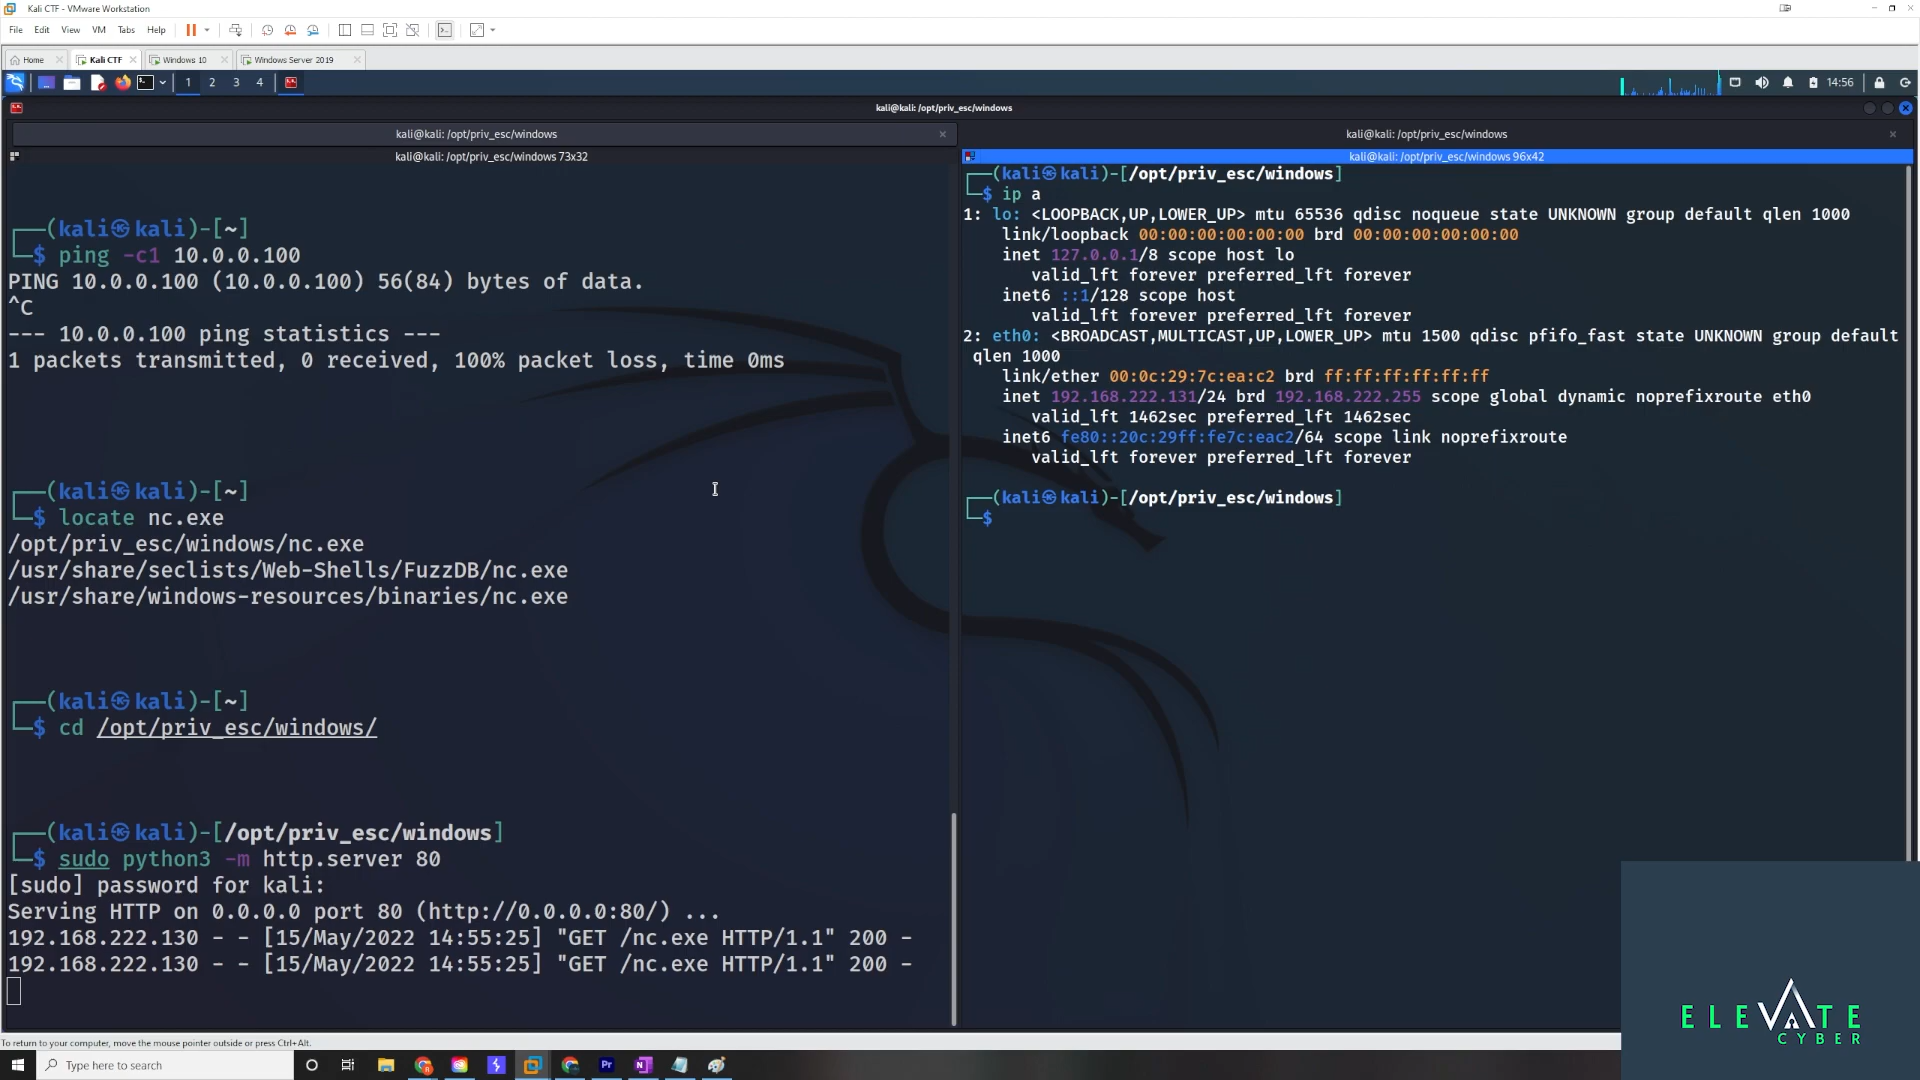 Kali CTF - VMware Workstation
File Edit View VM Tabs Help
Home Kali CTF Windows 10 Windows Server 2019
1 2 3 4 14:56
kali@kali: /opt/priv_esc/windows
kali@kali: /opt/priv_esc/windows
kali@kali: /opt/priv_esc/windows 73x32
┌──(kali㉿kali)-[~]
└─$ ping -c1 10.0.0.100
PING 10.0.0.100 (10.0.0.100) 56(84) bytes of data.
^C
--- 10.0.0.100 ping statistics ---
1 packets transmitted, 0 received, 100% packet loss, time 0ms
┌──(kali㉿kali)-[~]
└─$ locate nc.exe
/opt/priv_esc/windows/nc.exe
/usr/share/seclists/Web-Shells/FuzzDB/nc.exe
/usr/share/windows-resources/binaries/nc.exe
┌──(kali㉿kali)-[~]
└─$ cd /opt/priv_esc/windows/
┌──(kali㉿kali)-[/opt/priv_esc/windows]
└─$ sudo python3 -m http.server 80
[sudo] password for kali:
Serving HTTP on 0.0.0.0 port 80 (http://0.0.0.0:80/) ...
192.168.222.130 - - [15/May/2022 14:55:25] "GET /nc.exe HTTP/1.1" 200 -
192.168.222.130 - - [15/May/2022 14:55:25] "GET /nc.exe HTTP/1.1" 200 -
kali@kali: /opt/priv_esc/windows
kali@kali: /opt/priv_esc/windows 96x42
┌──(kali㉿kali)-[/opt/priv_esc/windows]
└─$ ip a
1: lo: <LOOPBACK,UP,LOWER_UP> mtu 65536 qdisc noqueue state UNKNOWN group default qlen 1000
link/loopback 00:00:00:00:00:00 brd 00:00:00:00:00:00
inet 127.0.0.1/8 scope host lo
valid_lft forever preferred_lft forever
inet6 ::1/128 scope host
valid_lft forever preferred_lft forever
2: eth0: <BROADCAST,MULTICAST,UP,LOWER_UP> mtu 1500 qdisc pfifo_fast state UNKNOWN group default
qlen 1000
link/ether 00:0c:29:7c:ea:c2 brd ff:ff:ff:ff:ff:ff
inet 192.168.222.131/24 brd 192.168.222.255 scope global dynamic noprefixroute eth0
valid_lft 1462sec preferred_lft 1462sec
inet6 fe80::20c:29ff:fe7c:eac2/64 scope link noprefixroute
valid_lft forever preferred_lft forever
┌──(kali㉿kali)-[/opt/priv_esc/windows]
└─$
ELEVATE
CYBER
To return to your computer, move the mouse pointer outside or press Ctrl+Alt.
Type here to search
Pr